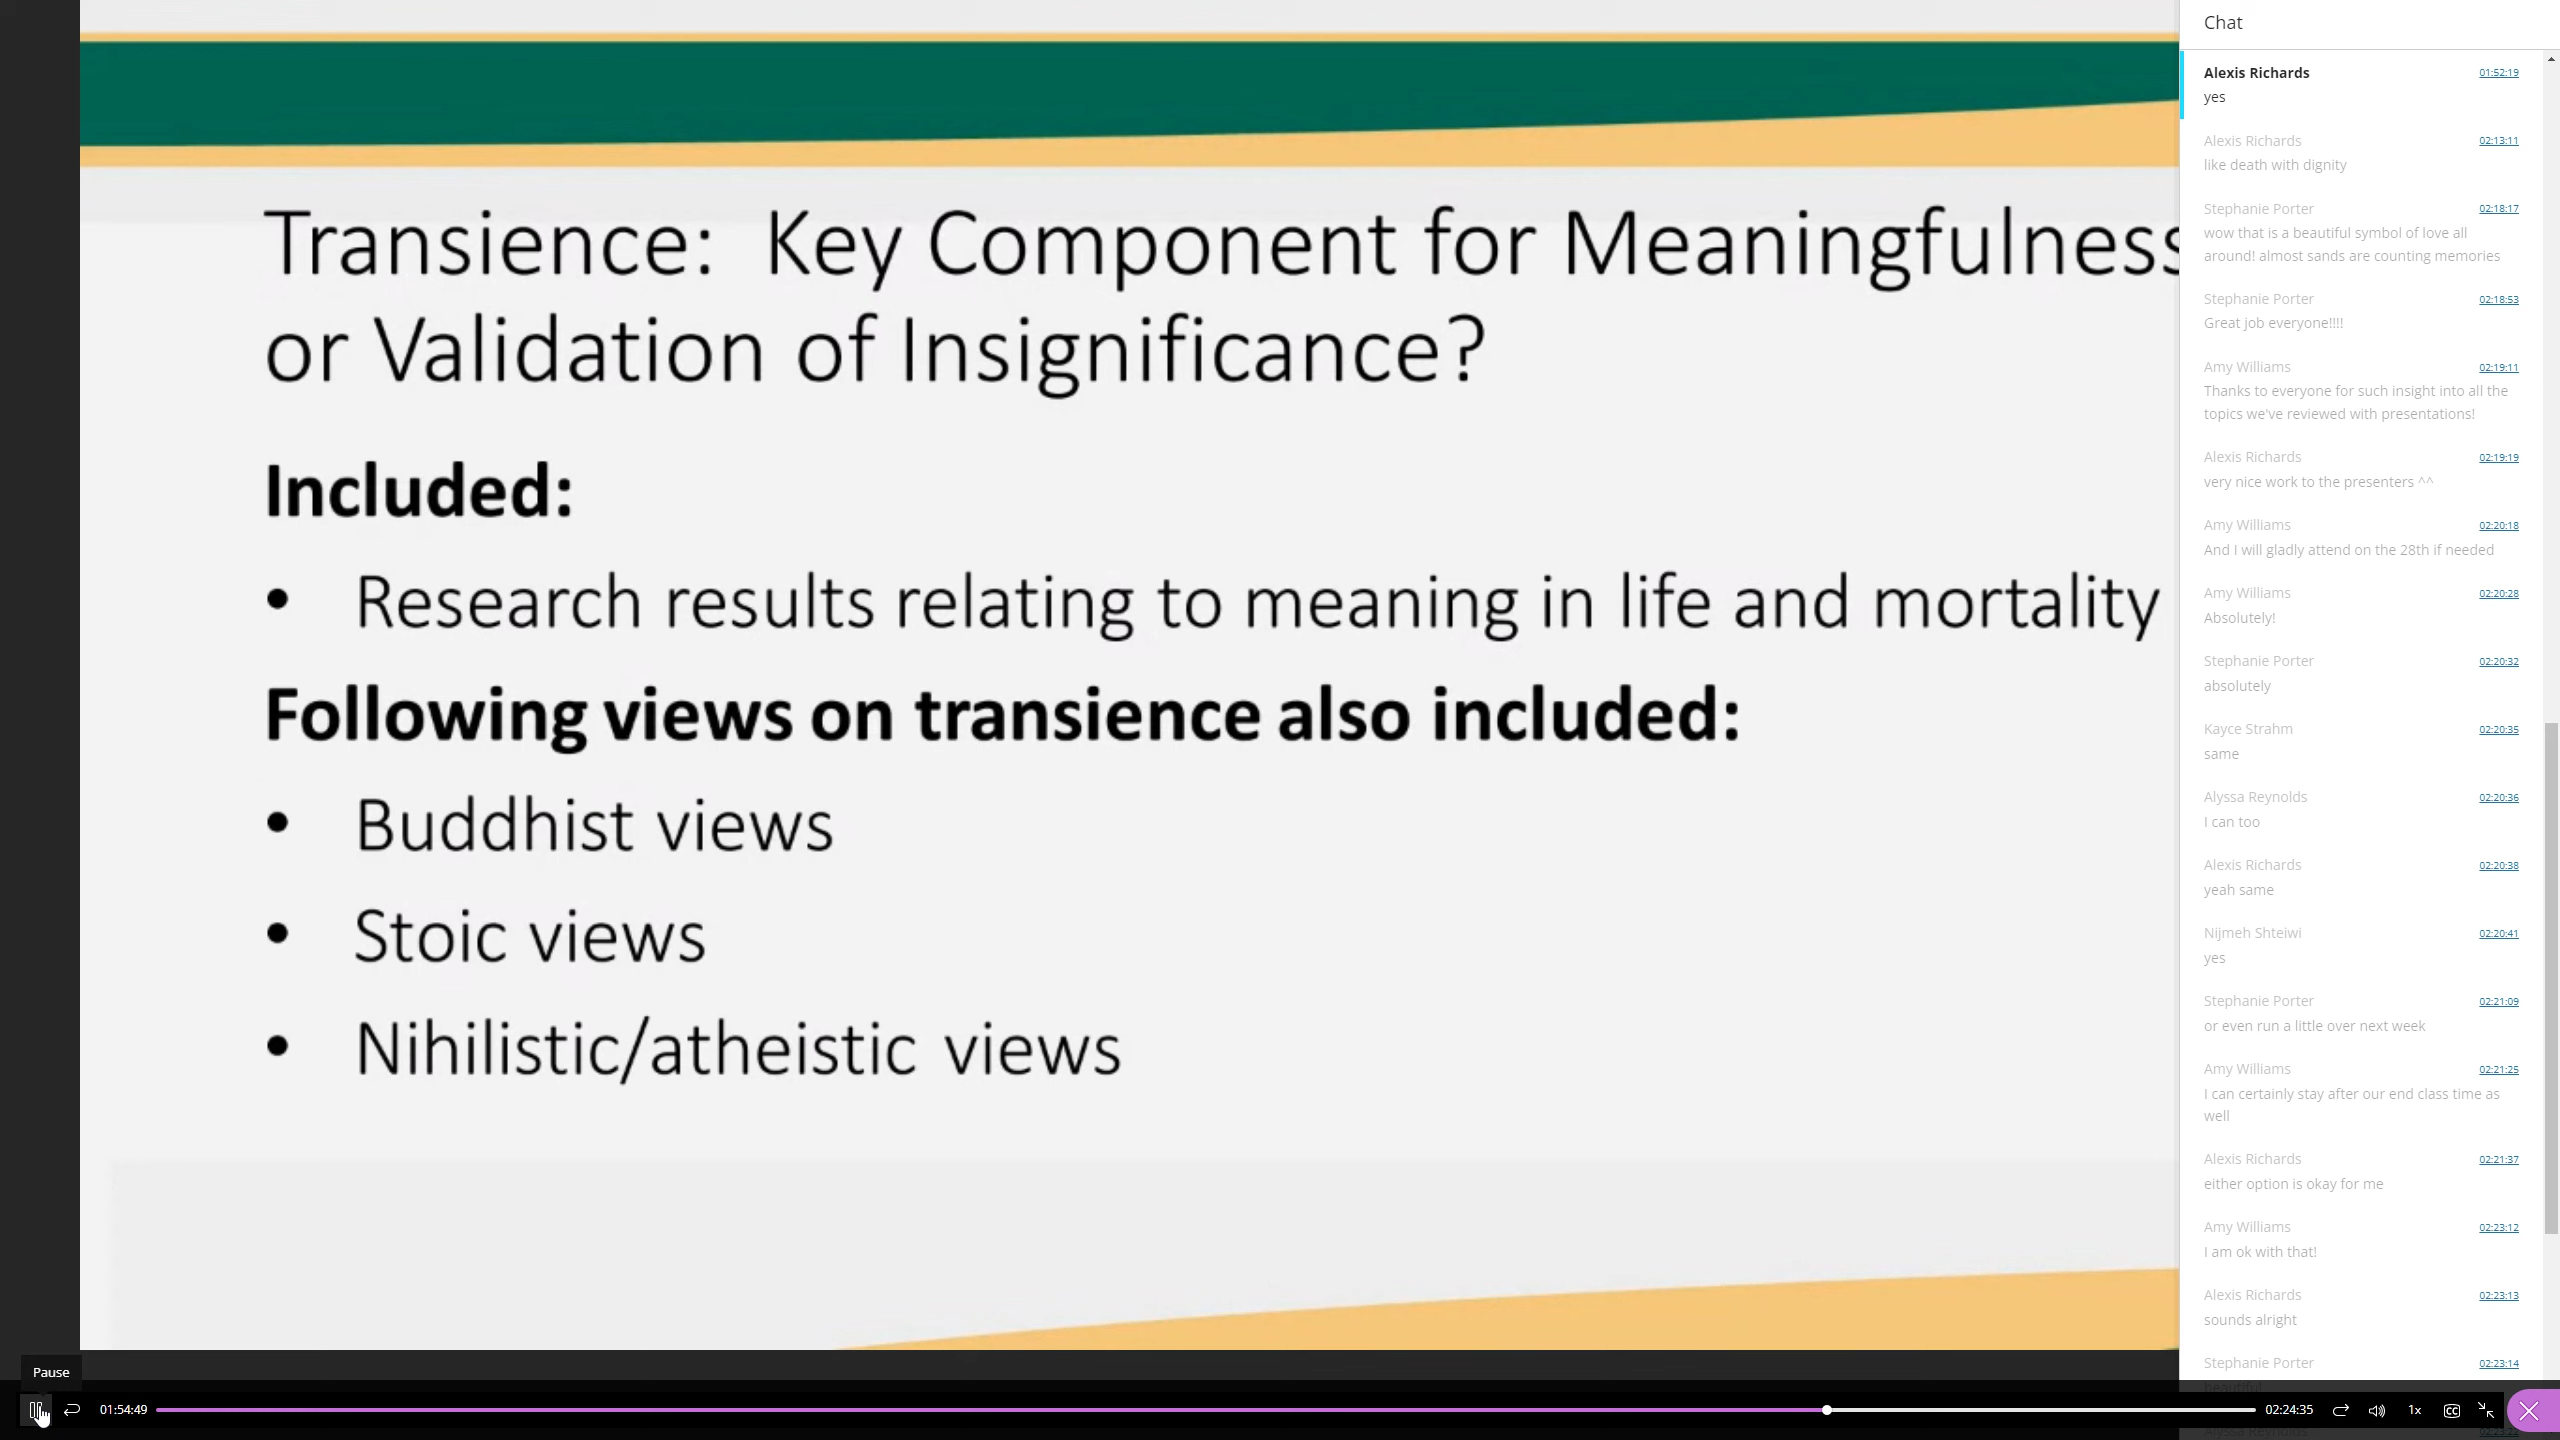 Transience: Key Component for Meaningfulness
or Validation of Insignificance?
Included:
• Research results relating to meaning in life and mortality
Following views on transience also included:
• Buddhist views
• Stoic views
• Nihilistic/atheistic views
Chat
Alexis Richards 01:52:19
yes
Alexis Richards 02:13:11
like death with dignity
Stephanie Porter 02:18:17
wow that is a beautiful symbol of love all
around! almost sands are counting memories
Stephanie Porter 02:18:53
Great job everyone!!!!
Amy Williams 02:19:11
Thanks to everyone for such insight into all the
topics we've reviewed with presentations!
Alexis Richards 02:19:19
very nice work to the presenters ^^
Amy Williams 02:20:18
And I will gladly attend on the 28th if needed
Amy Williams 02:20:28
Absolutely!
Stephanie Porter 02:20:32
absolutely
Kayce Strahm 02:20:35
same
Alyssa Reynolds 02:20:36
I can too
Alexis Richards 02:20:38
yeah same
Nijmeh Shteiwi 02:20:41
yes
Stephanie Porter 02:21:09
or even run a little over next week
Amy Williams 02:21:25
I can certainly stay after our end class time as
well
Alexis Richards 02:21:37
either option is okay for me
Amy Williams 02:23:12
I am ok with that!
Alexis Richards 02:23:13
sounds alright
Stephanie Porter 02:23:14
Pause
01:54:49 02:24:35 1x CC